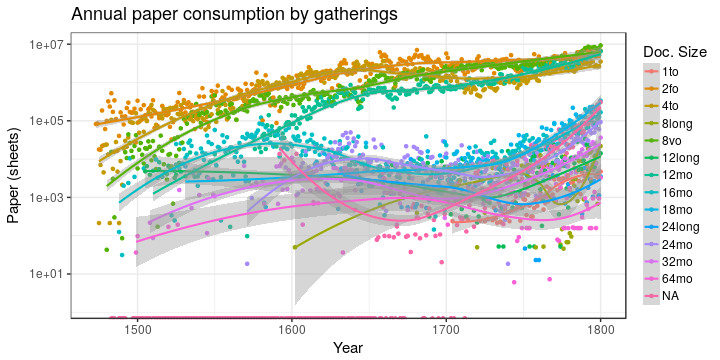 Annual paper consumption by gatherings
Paper (sheets)
1e+07
1e+05
1e+03
1e+01
1500
1600
1700
1800
Year
Doc. Size
1to
2fo
4to
8long
8vo
12long
12mo
16mo
18mo
24long
24mo
32mo
64mo
NA